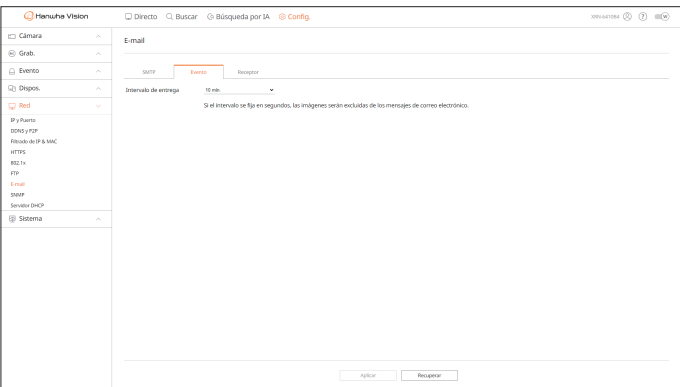 Hanwha Vision
Directo Buscar Búsqueda por IA Config.
XRN-6410B4
Cámara
Grab.
Evento
Dispos.
Red
IP y Puerto
DDNS y P2P
Filtrado de IP & MAC
HTTPS
802.1x
FTP
E-mail
SNMP
Servidor DHCP
Sistema
E-mail
SMTP Evento Receptor
Intervalo de entrega 10 min.
Si el intervalo se fija en segundos, las imágenes serán excluidas de los mensajes de correo electrónico.
Aplicar Recuperar